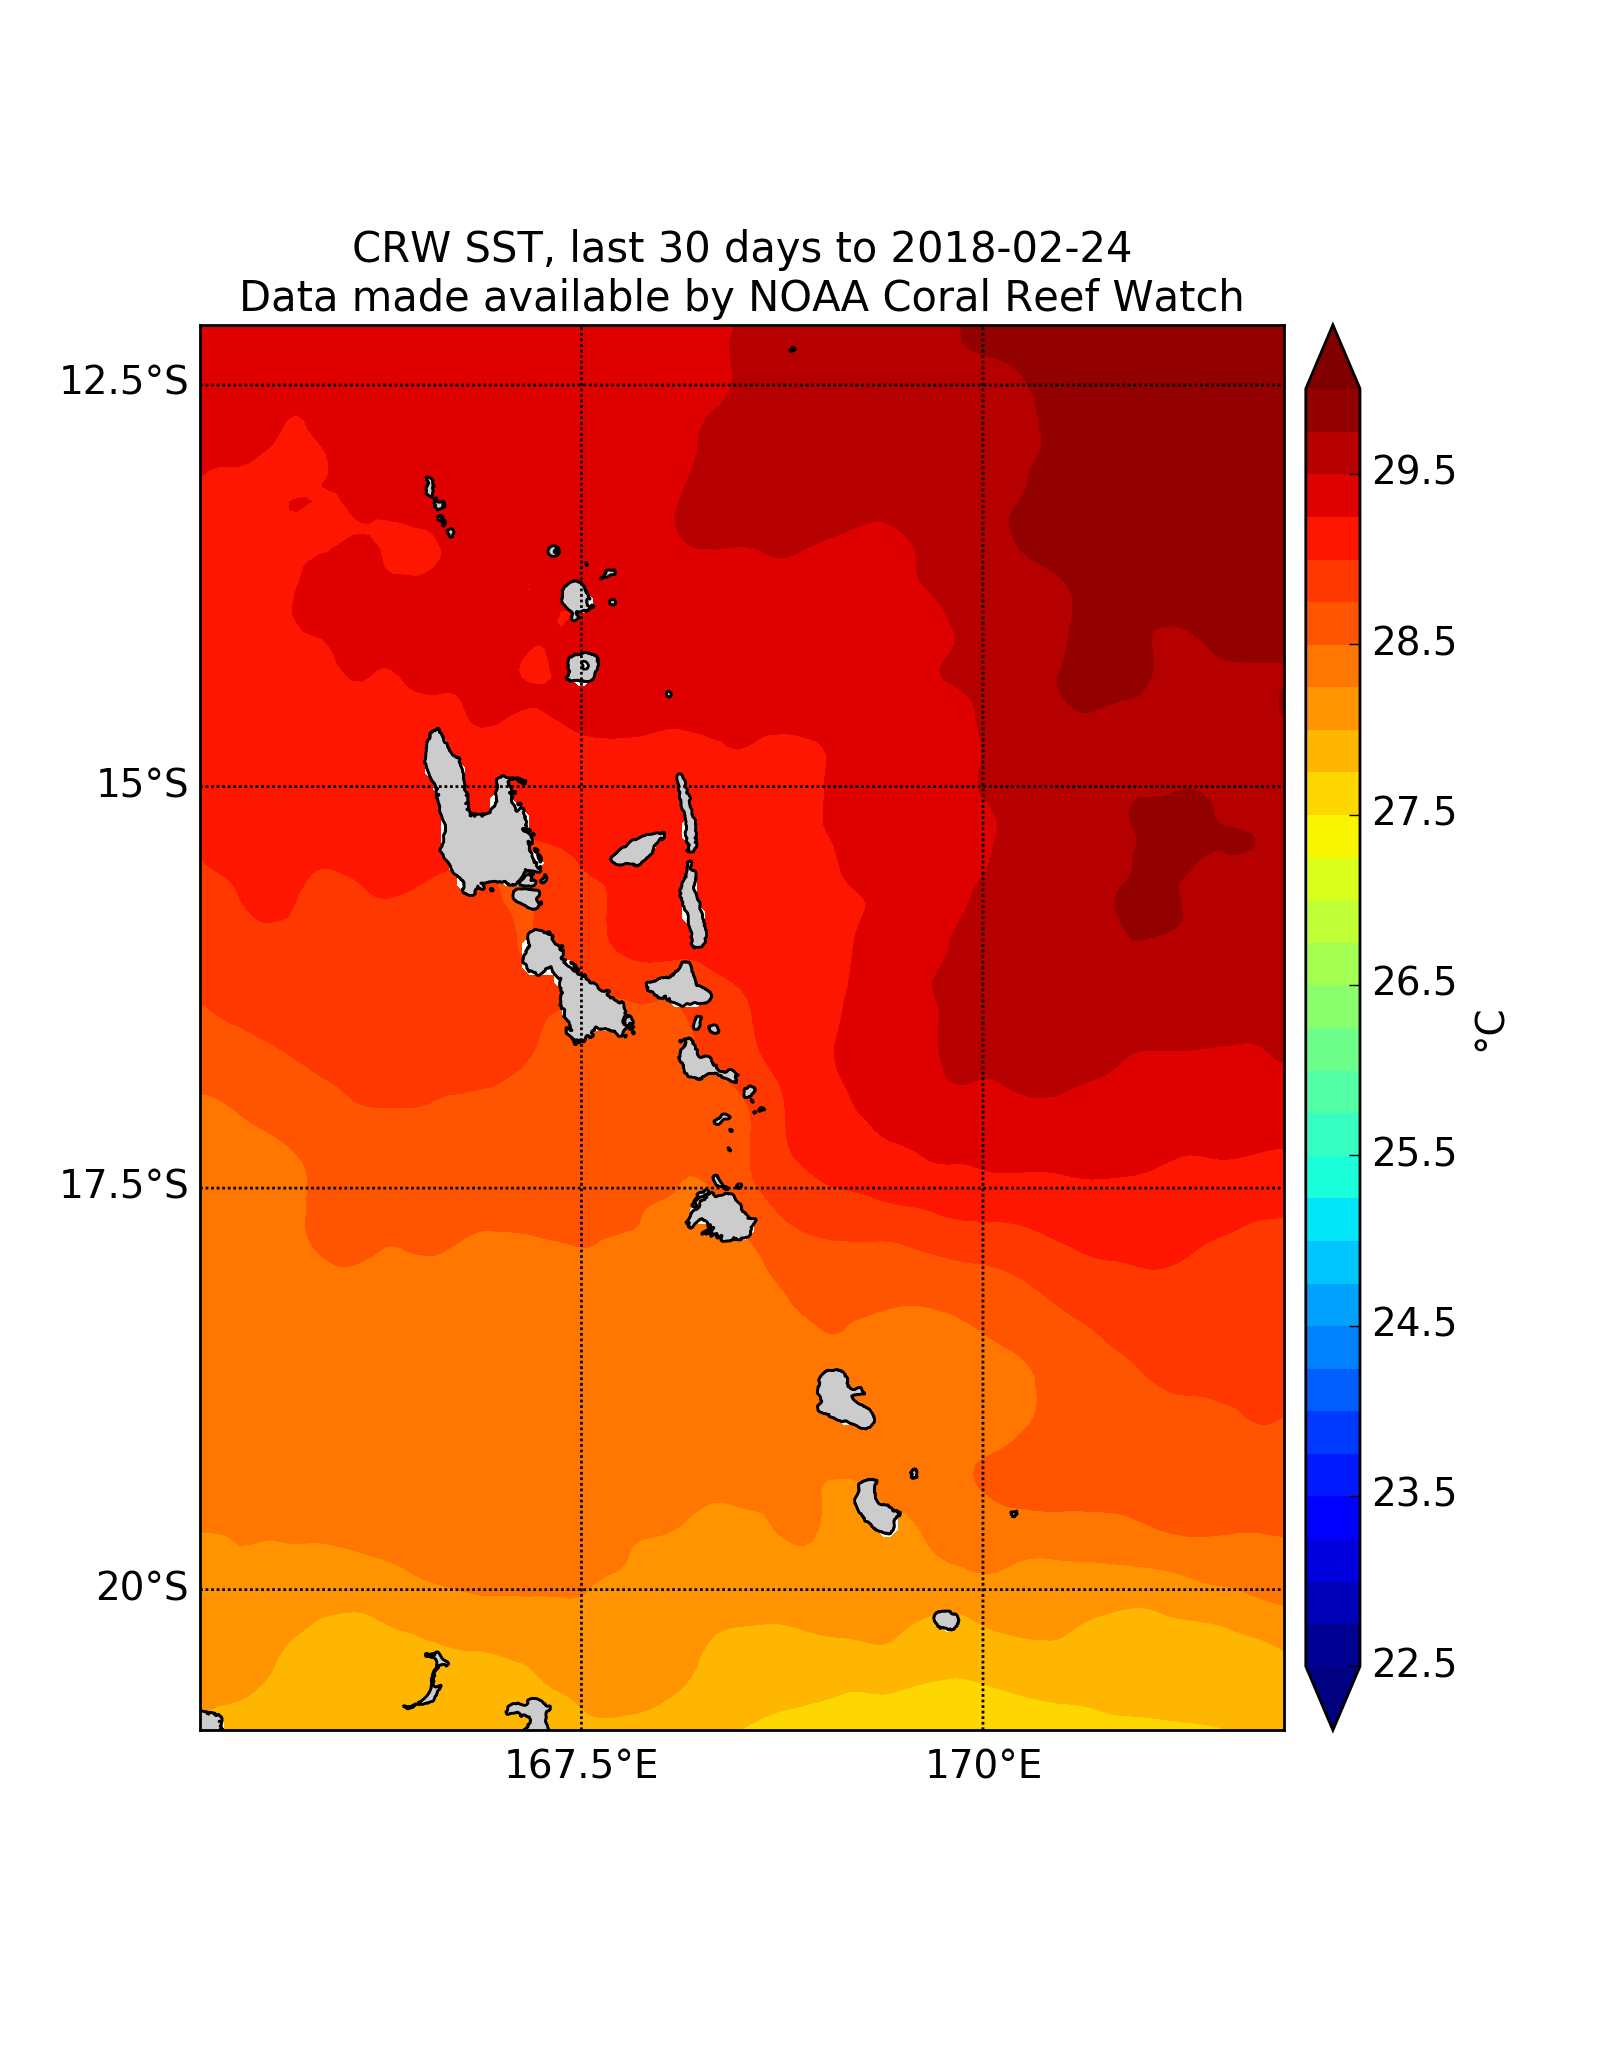 CRW SST, last 30 days to 2018-02-24
Data made available by NOAA Coral Reef Watch
12.5°S
15°S
17.5°S
20°S
167.5°E
170°E
29.5
28.5
27.5
26.5
25.5
24.5
23.5
22.5
°C